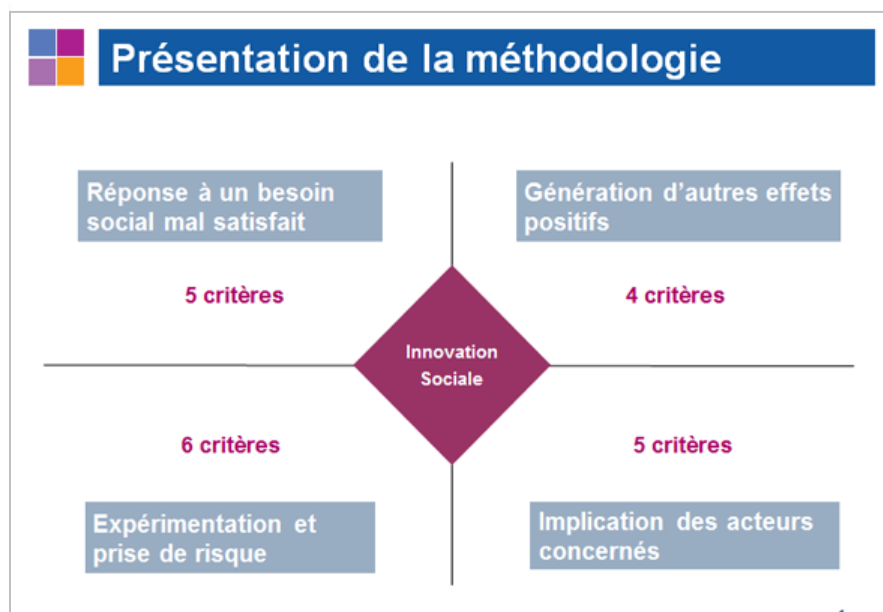 Présentation de la méthodologie
Réponse à un besoin
social mal satisfait
Génération d'autres effets
positifs
5 critères
4 critères
Innovation
Sociale
6 critères
5 critères
Expérimentation et
prise de risque
Implication des acteurs
concernés